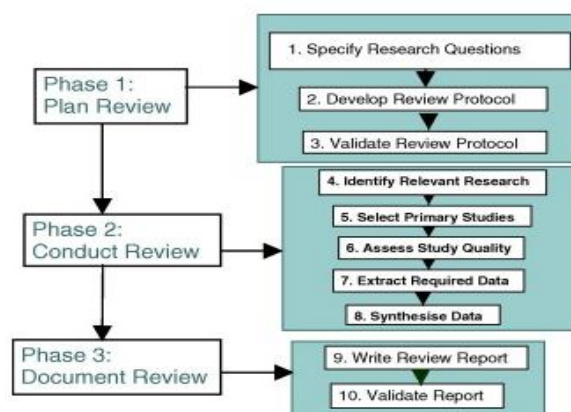 Phase 1:
Plan Review
1. Specify Research Questions
2. Develop Review Protocol
3. Validate Review Protocol
Phase 2:
Conduct Review
4. Identify Relevant Research
5. Select Primary Studies
6. Assess Study Quality
7. Extract Required Data
8. Synthesise Data
Phase 3:
Document Review
9. Write Review Report
10. Validate Report